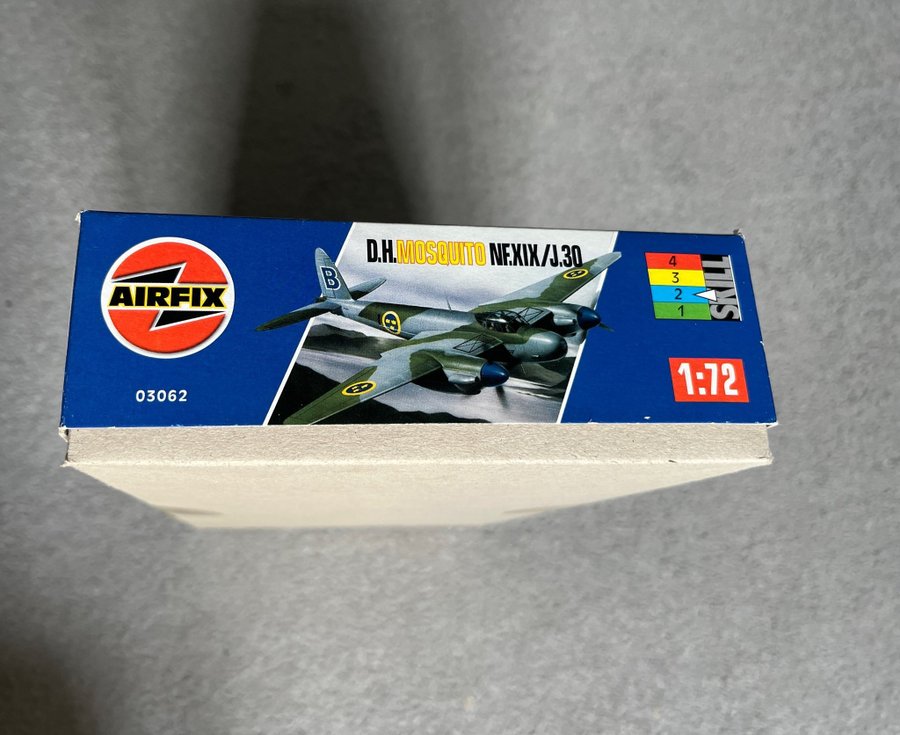 AIRFIX
03062
D.H.MOSQUITO NF.XIX/J.30
B
4
3
2
1
SKILL
1:72